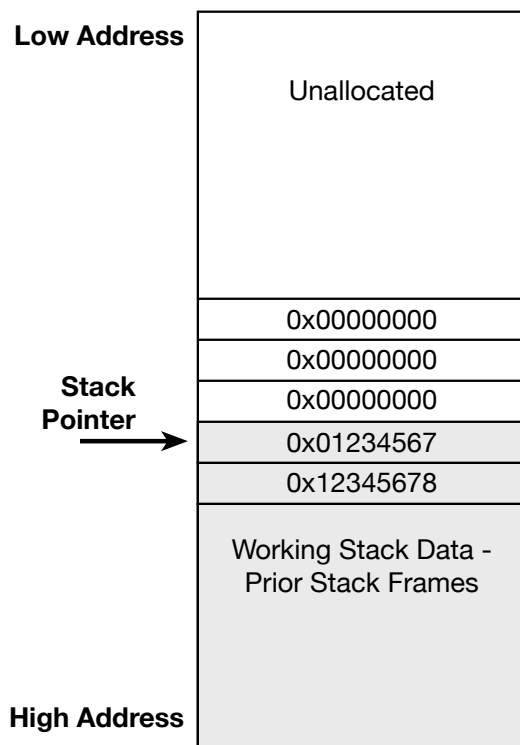 Low Address
Unallocated
0x00000000
0x00000000
0x00000000
Stack
Pointer
0x01234567
0x12345678
Working Stack Data -
Prior Stack Frames
High Address